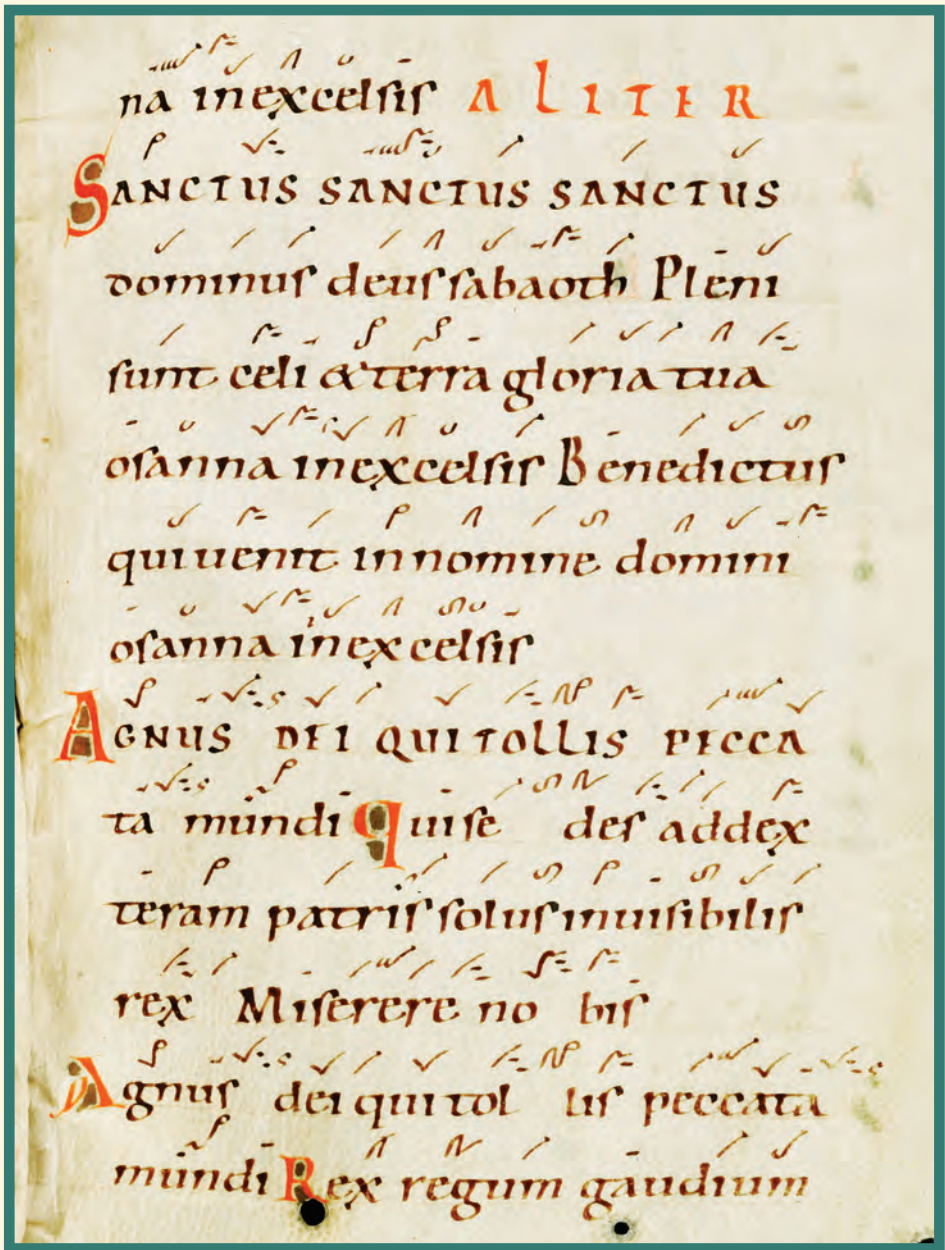 na in excelsis ALITER
SANCTUS SANCTUS SANCTUS
dominus deus sabaoth Pleni
sunt celi & terra gloria tua
osanna in excelsis Benedictus
qui uenit in nomine domini
osanna in excelsis
AGNUS DEI QUI TOLLIS PECCA
ta mundi qui se des ad dex
teram patris solus inuisibilis
rex Miserere no bis
Agnus dei qui tol lis peccata
mundi Rex regum gaudium